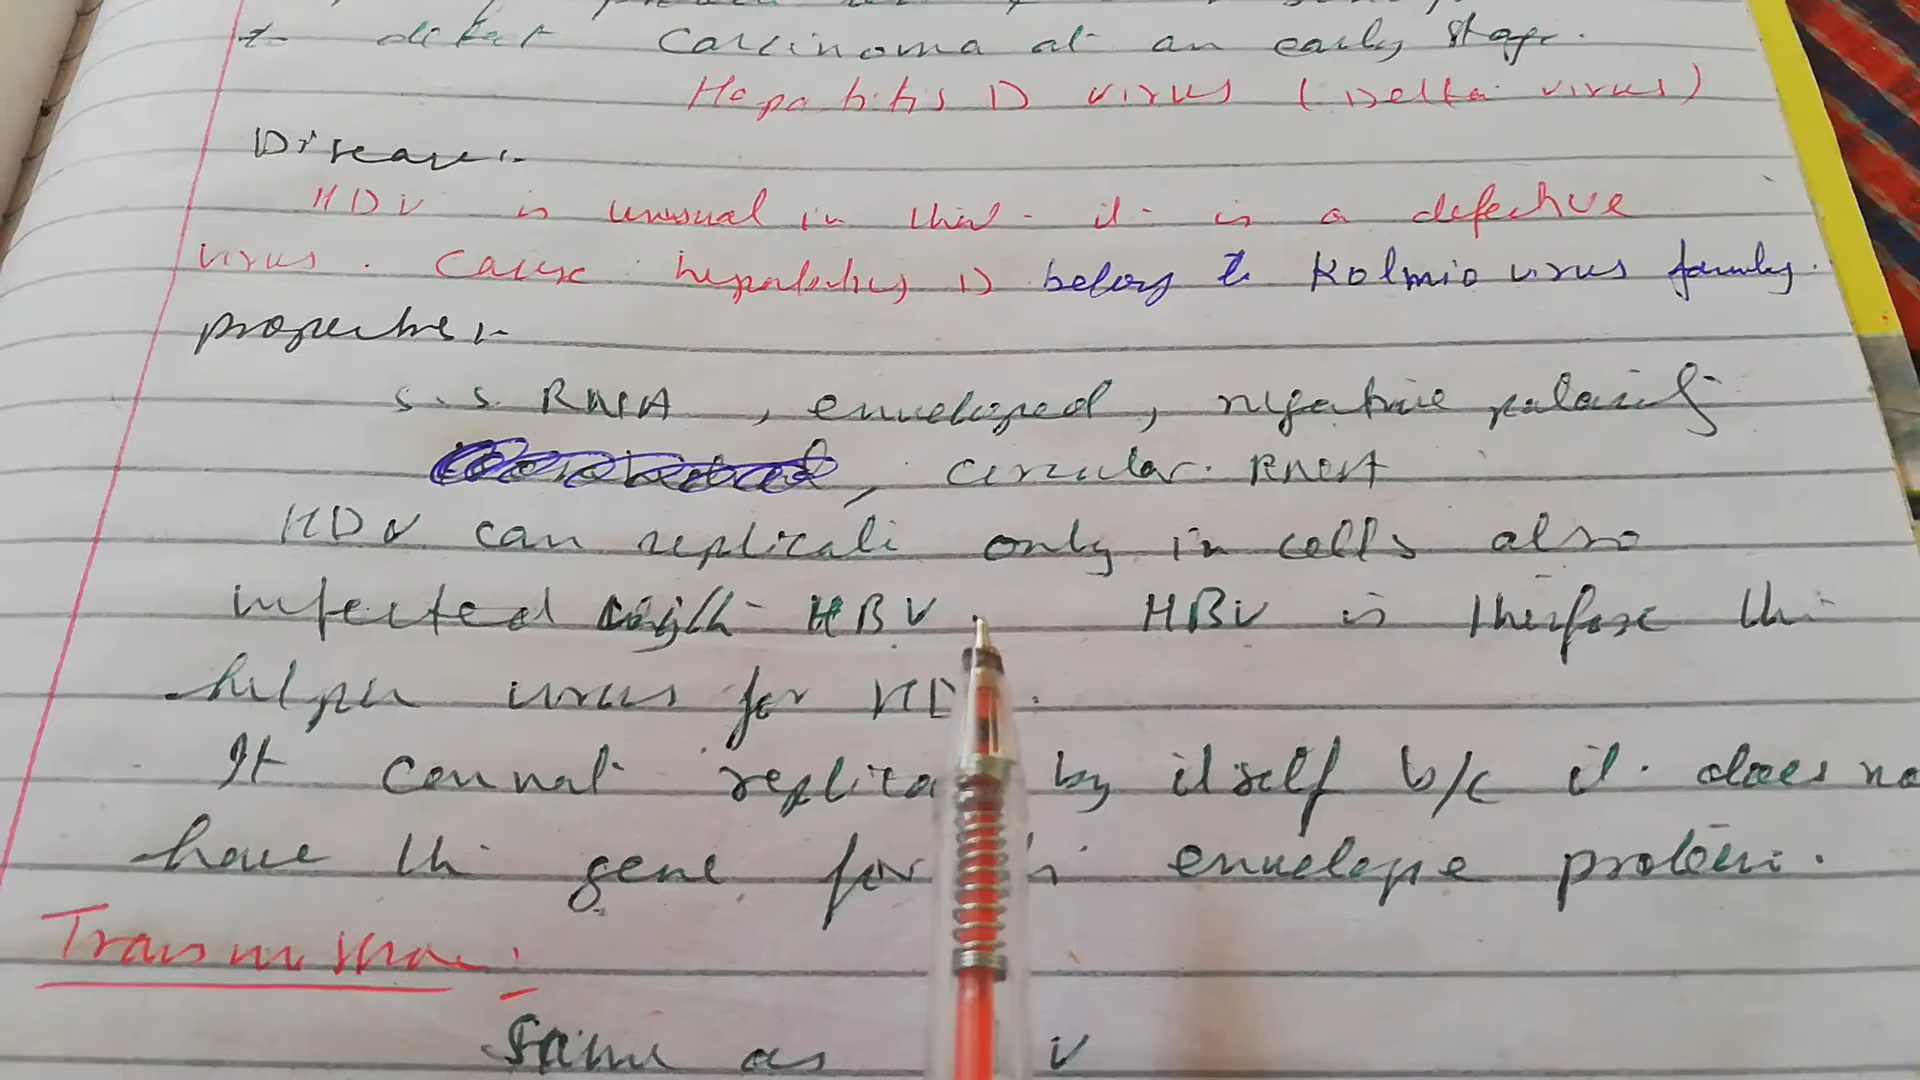 to detect carcinoma at an early stage.
Hepatitis D virus (Delta virus)
Disease:-
HDV is unusual in that it is a defective
virus. Cause hepatitis D belong to Kolmio virus family.
properties:-
s.s RNA, enveloped, negative polarity
, circular RNA
HDV can replicate only in cells also
infected with HBV. HBV is therefore the
helper virus for HD
It cannot replica by itself b/c it does no
have the gene for envelope protein.
Transmission:-
Same as V